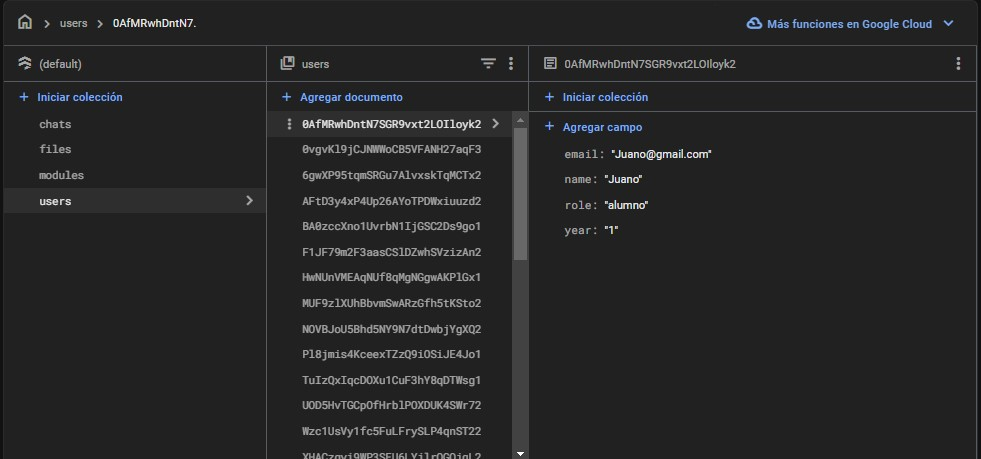 users
0AfMRwhDntN7.
Más funciones en Google Cloud
(default)
users
0AfMRwhDntN7SGR9vxt2LOIloyk2
+ Iniciar colección
+ Agregar documento
+ Iniciar colección
chats
files
modules
users
0AfMRwhDntN7SGR9vxt2LOIloyk2
0vgvKl9jCJNWWoCB5VFANH27aqF3
6gwXP95tqmSRGu7AlvxskTqMCTx2
AFtD3y4xP4Up26AYoTPDWxiuuzd2
BA0zccXno1UvrbN1IjGSC2Ds9go1
F1JF79m2F3aasCSlDZwhSVzizAn2
HwNUnVMEAqNUf8qMgNGgwAKPlGx1
MUF9zlXUhBbvmSwARzGfh5tKSto2
NOVBJoU5Bhd5NY9N7dtDwbjYgXQ2
Pl8jmis4KceexTZzQ9iOSiJE4Jo1
TuIzQxIqcDOXu1CuF3hY8qDTWsg1
UOD5HvTGCpOfHrblPOXDUK4SWr72
Wzc1UsVy1fc5FuLFrySLP4qnST22
+ Agregar campo
email: "Juano@gmail.com"
name: "Juano"
role: "alumno"
year: "1"